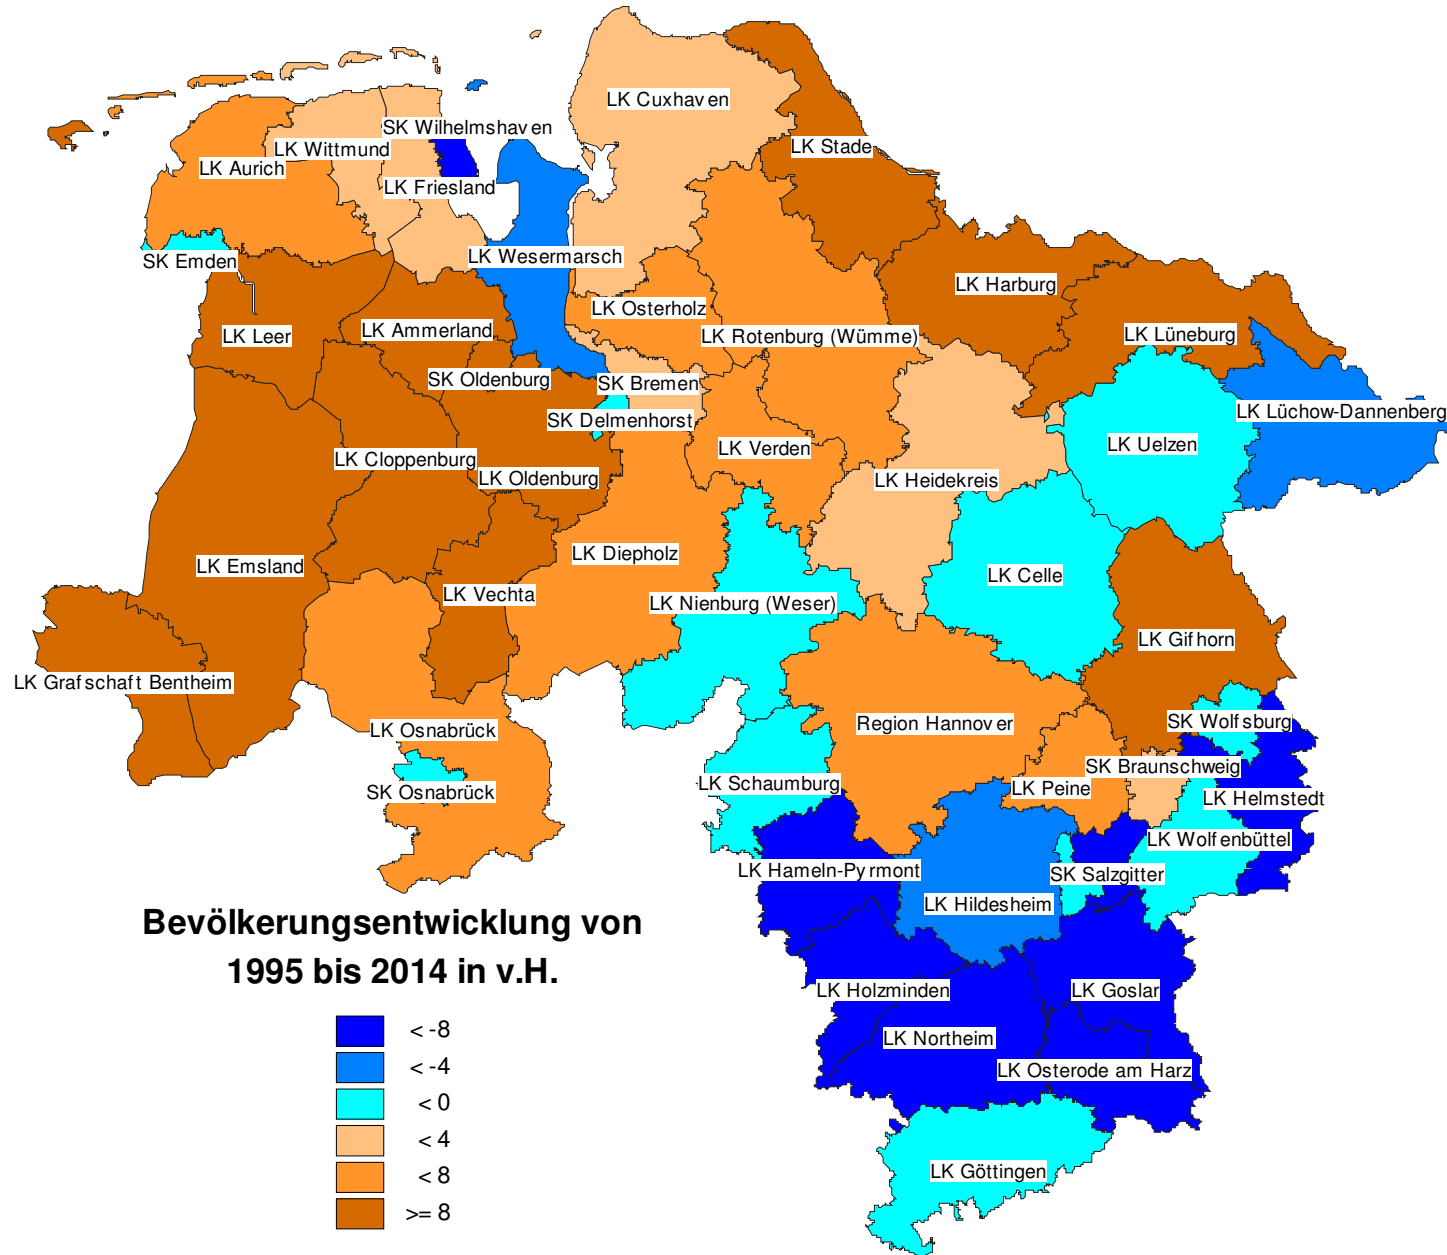 LK Cuxhaven
SK Wilhelmshaven
LK Stade
LK Wittmund
LK Aurich
LK Friesland
LK Wesermarsch
SK Emden
LK Harburg
LK Osterholz
LK Leer
LK Ammerland
LK Rotenburg (Wümme)
LK Lüneburg
SK Oldenburg
SK Bremen
LK Lüchow-Dannenberg
SK Delmenhorst
LK Uelzen
LK Verden
LK Cloppenburg
LK Oldenburg
LK Heidekreis
LK Diepholz
LK Emsland
LK Celle
LK Vechta
LK Nienburg (Weser)
LK Gifhorn
LK Grafschaft Bentheim
Region Hannover
SK Wolfsburg
LK Osnabrück
SK Braunschweig
LK Schaumburg
LK Peine
SK Osnabrück
LK Helmstedt
LK Wolfenbüttel
LK Hameln-Pyrmont
SK Salzgitter
LK Hildesheim
LK Holzminden
LK Goslar
LK Northeim
LK Osterode am Harz
LK Göttingen
Bevölkerungsentwicklung von
1995 bis 2014 in v.H.
< -8
< -4
< 0
< 4
< 8
>= 8